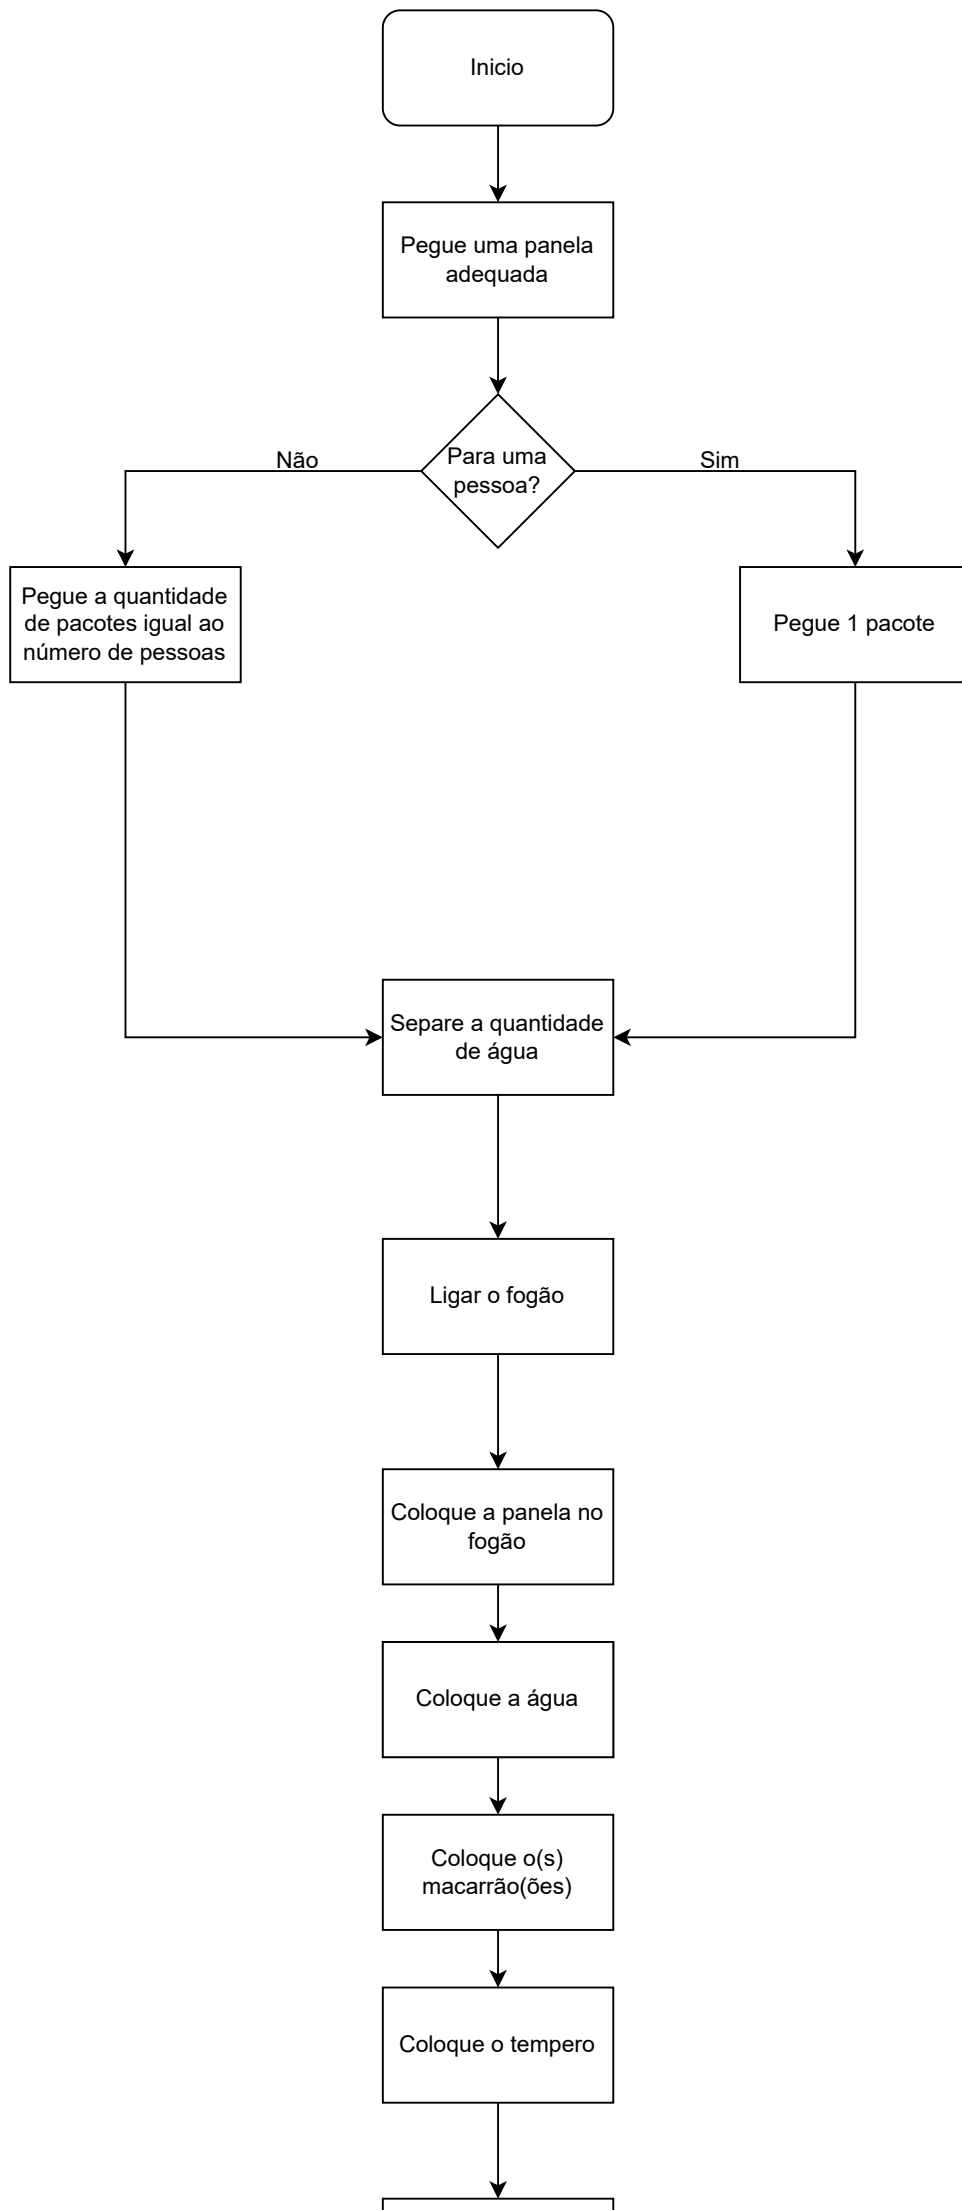 Inicio
Pegue uma panela
adequada
Para uma
pessoa?
Não
Sim
Pegue a quantidade
de pacotes igual ao
número de pessoas
Pegue 1 pacote
Separe a quantidade
de água
Ligar o fogão
Coloque a panela no
fogão
Coloque a água
Coloque o(s)
macarrão(ões)
Coloque o tempero